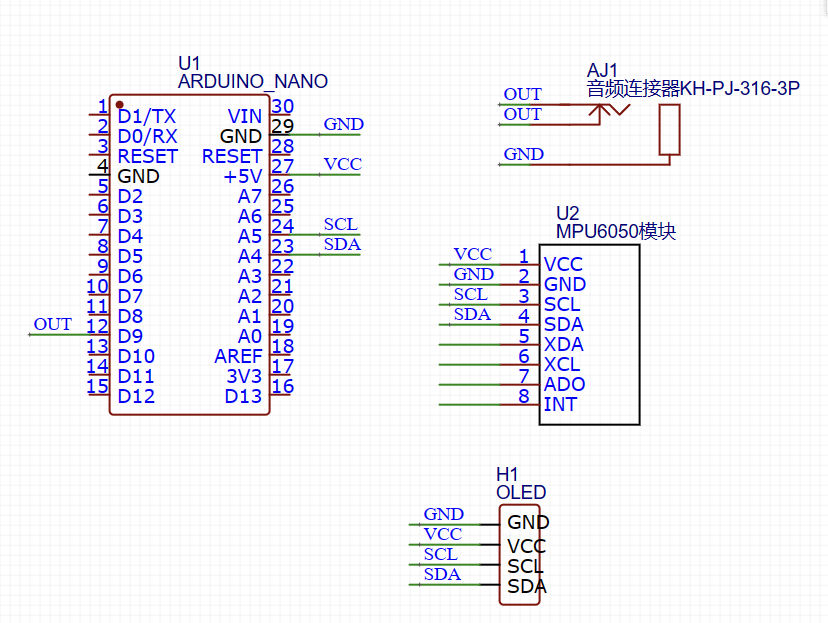 U1
ARDUINO_NANO
1 D1/TX VIN 30
2 D0/RX GND 29 GND
3 RESET RESET 28
4 GND +5V 27 VCC
5 D2 A7 26
6 D3 A6 25
7 D4 A5 24 SCL
8 D5 A4 23 SDA
9 D6 A3 22
10 D7 A2 21
11 D8 A1 20
OUT 12 D9 A0 19
13 D10 AREF 18
14 D11 3V3 17
15 D12 D13 16
AJ1
音频连接器KH-PJ-316-3P
OUT
OUT
GND
U2
MPU6050模块
VCC 1 VCC
GND 2 GND
SCL 3 SCL
SDA 4 SDA
5 XDA
6 XCL
7 ADO
8 INT
H1
OLED
GND GND
VCC VCC
SCL SCL
SDA SDA